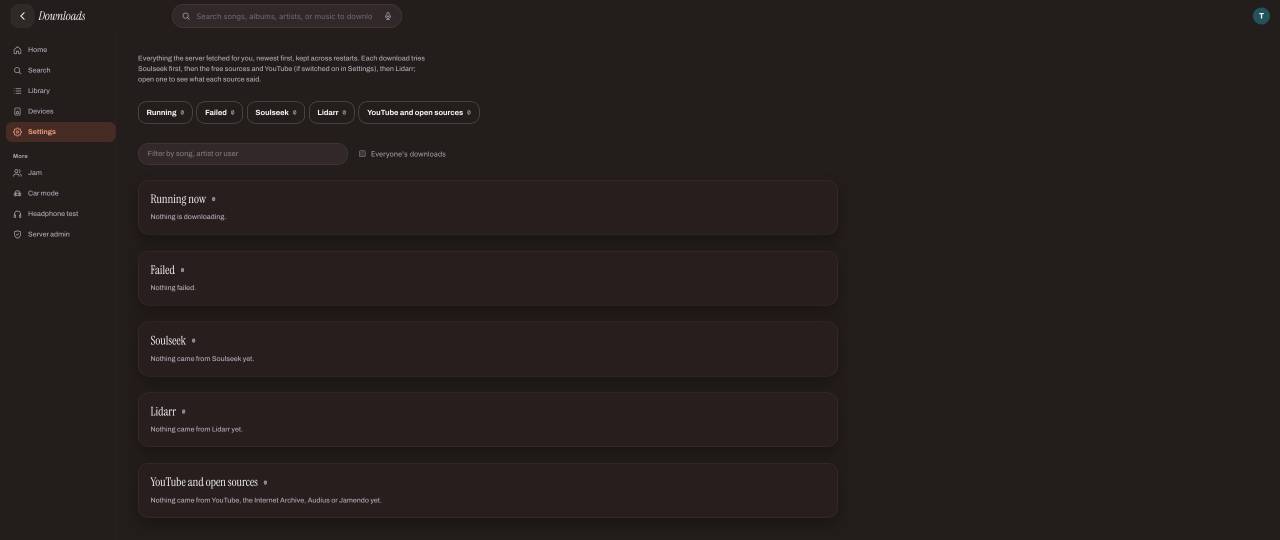 Downloads
Search songs, albums, artists, or music to downlo
T
Home
Search
Library
Devices
Settings
More
Jam
Car mode
Headphone test
Server admin
Everything the server fetched for you, newest first, kept across restarts. Each download tries
Soulseek first, then the free sources and YouTube (if switched on in Settings), then Lidarr;
open one to see what each source said.
Running 0
Failed 0
Soulseek 0
Lidarr 0
YouTube and open sources 0
Filter by song, artist or user
Everyone's downloads
Running now 0
Nothing is downloading.
Failed 0
Nothing failed.
Soulseek 0
Nothing came from Soulseek yet.
Lidarr 0
Nothing came from Lidarr yet.
YouTube and open sources 0
Nothing came from YouTube, the Internet Archive, Audius or Jamendo yet.